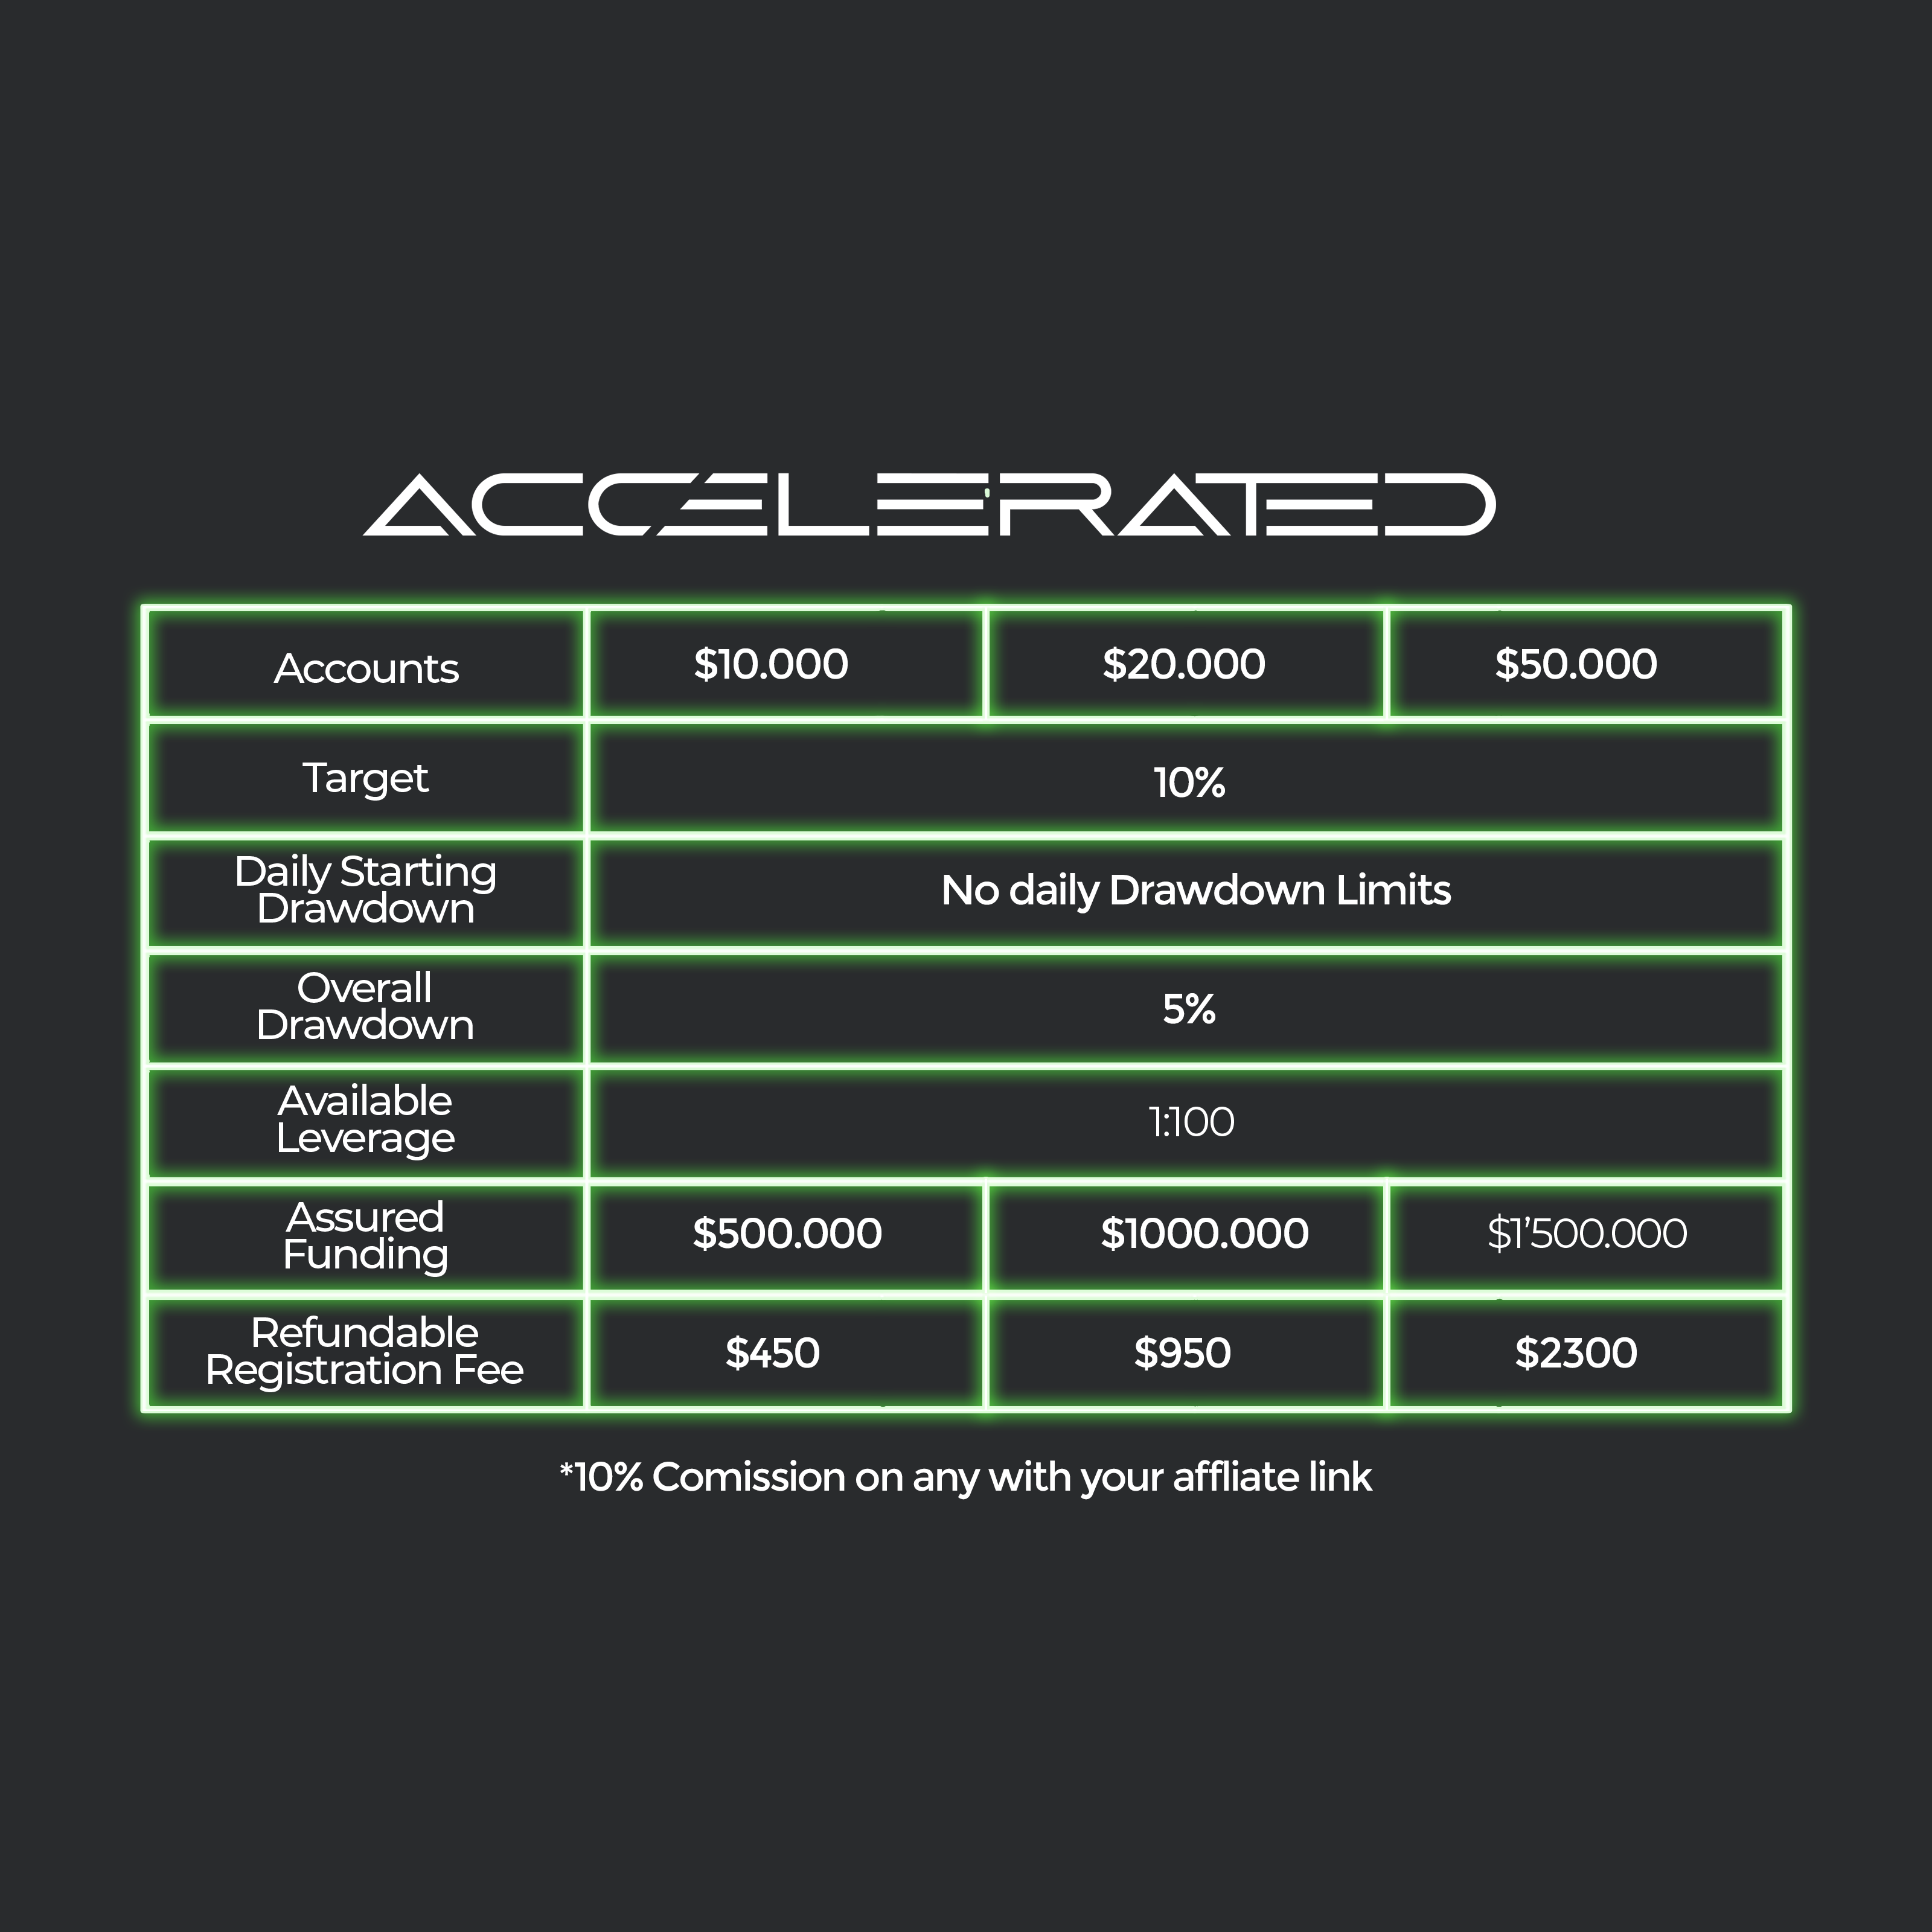 ACCELERATED
Accounts $10.000 $20.000 $50.000
Target 10%
Daily Starting
Drawdown
No daily Drawdown Limits
Overall
Drawdown
5%
Available
Leverage
1:100
Assured
Funding
$500.000 $1000.000 $1'500.000
Refundable
Registration Fee
$450 $950 $2300
*10% Comission on any with your affliate link